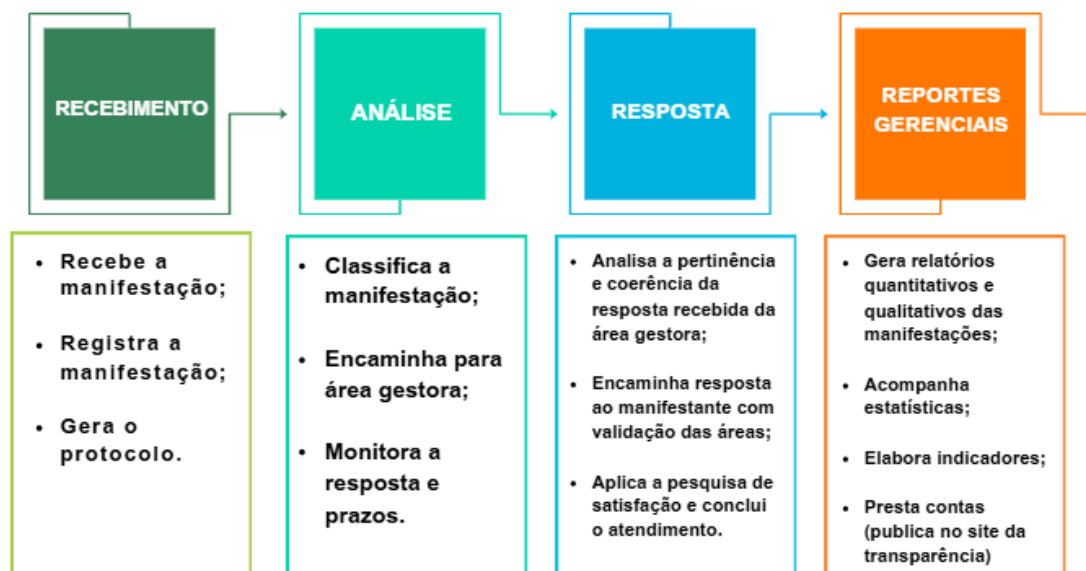 RECEBIMENTO
ANÁLISE
RESPOSTA
REPORTES
GERENCIAIS
• Recebe a
manifestação;
• Registra a
manifestação;
• Gera o
protocolo.
• Classifica a
manifestação;
• Encaminha para
área gestora;
• Monitora a
resposta e
prazos.
• Analisa a pertinência
e coerência da
resposta recebida da
área gestora;
• Encaminha resposta
ao manifestante com
validação das áreas;
• Aplica a pesquisa de
satisfação e conclui
o atendimento.
• Gera relatórios
quantitativos e
qualitativos das
manifestações;
• Acompanha
estatísticas;
• Elabora indicadores;
• Presta contas
(publica no site da
transparência)